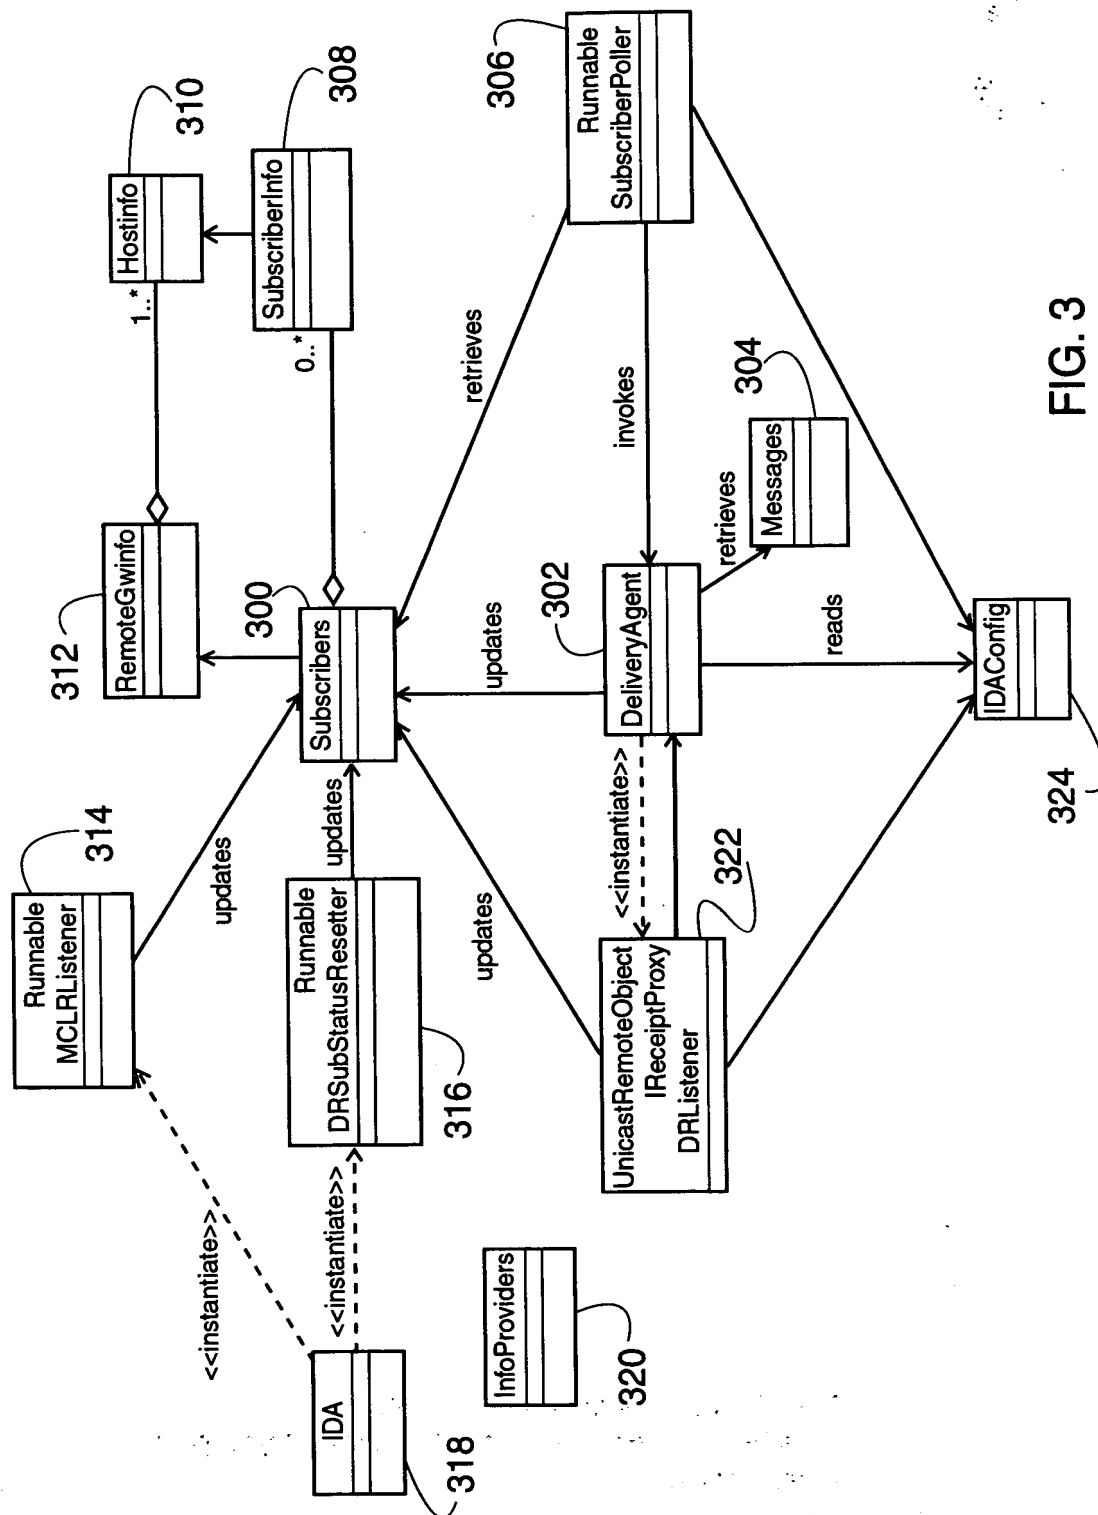 318
IDA
<<instantiate>>
<<instantiate>>
InfoProviders
320
314
Runnable
MCLRListener
updates
Runnable
DRSubStatusResetter
316
updates
UnicastRemoteObject
IReceiptProxy
DRListener
322
updates
<<instantiate>>
312
RemoteGwinfo
300
Subscribers
updates
302
DeliveryAgent
retrieves
reads
IDAConfig
324
310
Hostinfo
1..*
308
SubscriberInfo
0..*
retrieves
invokes
Messages
304
306
Runnable
SubscriberPoller
FIG. 3